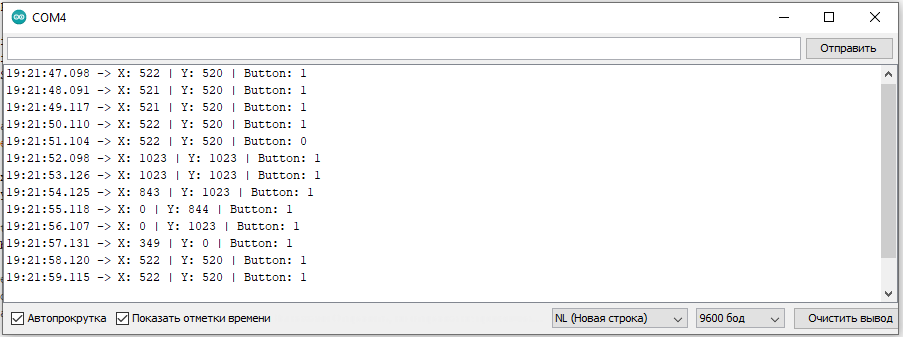 COM4
Отправить
19:21:47.098 -> X: 522 | Y: 520 | Button: 1
19:21:48.091 -> X: 521 | Y: 520 | Button: 1
19:21:49.117 -> X: 521 | Y: 520 | Button: 1
19:21:50.110 -> X: 522 | Y: 520 | Button: 1
19:21:51.104 -> X: 522 | Y: 520 | Button: 0
19:21:52.098 -> X: 1023 | Y: 1023 | Button: 1
19:21:53.126 -> X: 1023 | Y: 1023 | Button: 1
19:21:54.125 -> X: 843 | Y: 1023 | Button: 1
19:21:55.118 -> X: 0 | Y: 844 | Button: 1
19:21:56.107 -> X: 0 | Y: 1023 | Button: 1
19:21:57.131 -> X: 349 | Y: 0 | Button: 1
19:21:58.120 -> X: 522 | Y: 520 | Button: 1
19:21:59.115 -> X: 522 | Y: 520 | Button: 1
Автопрокрутка Показать отметки времени NL (Новая строка) 9600 бод Очистить вывод